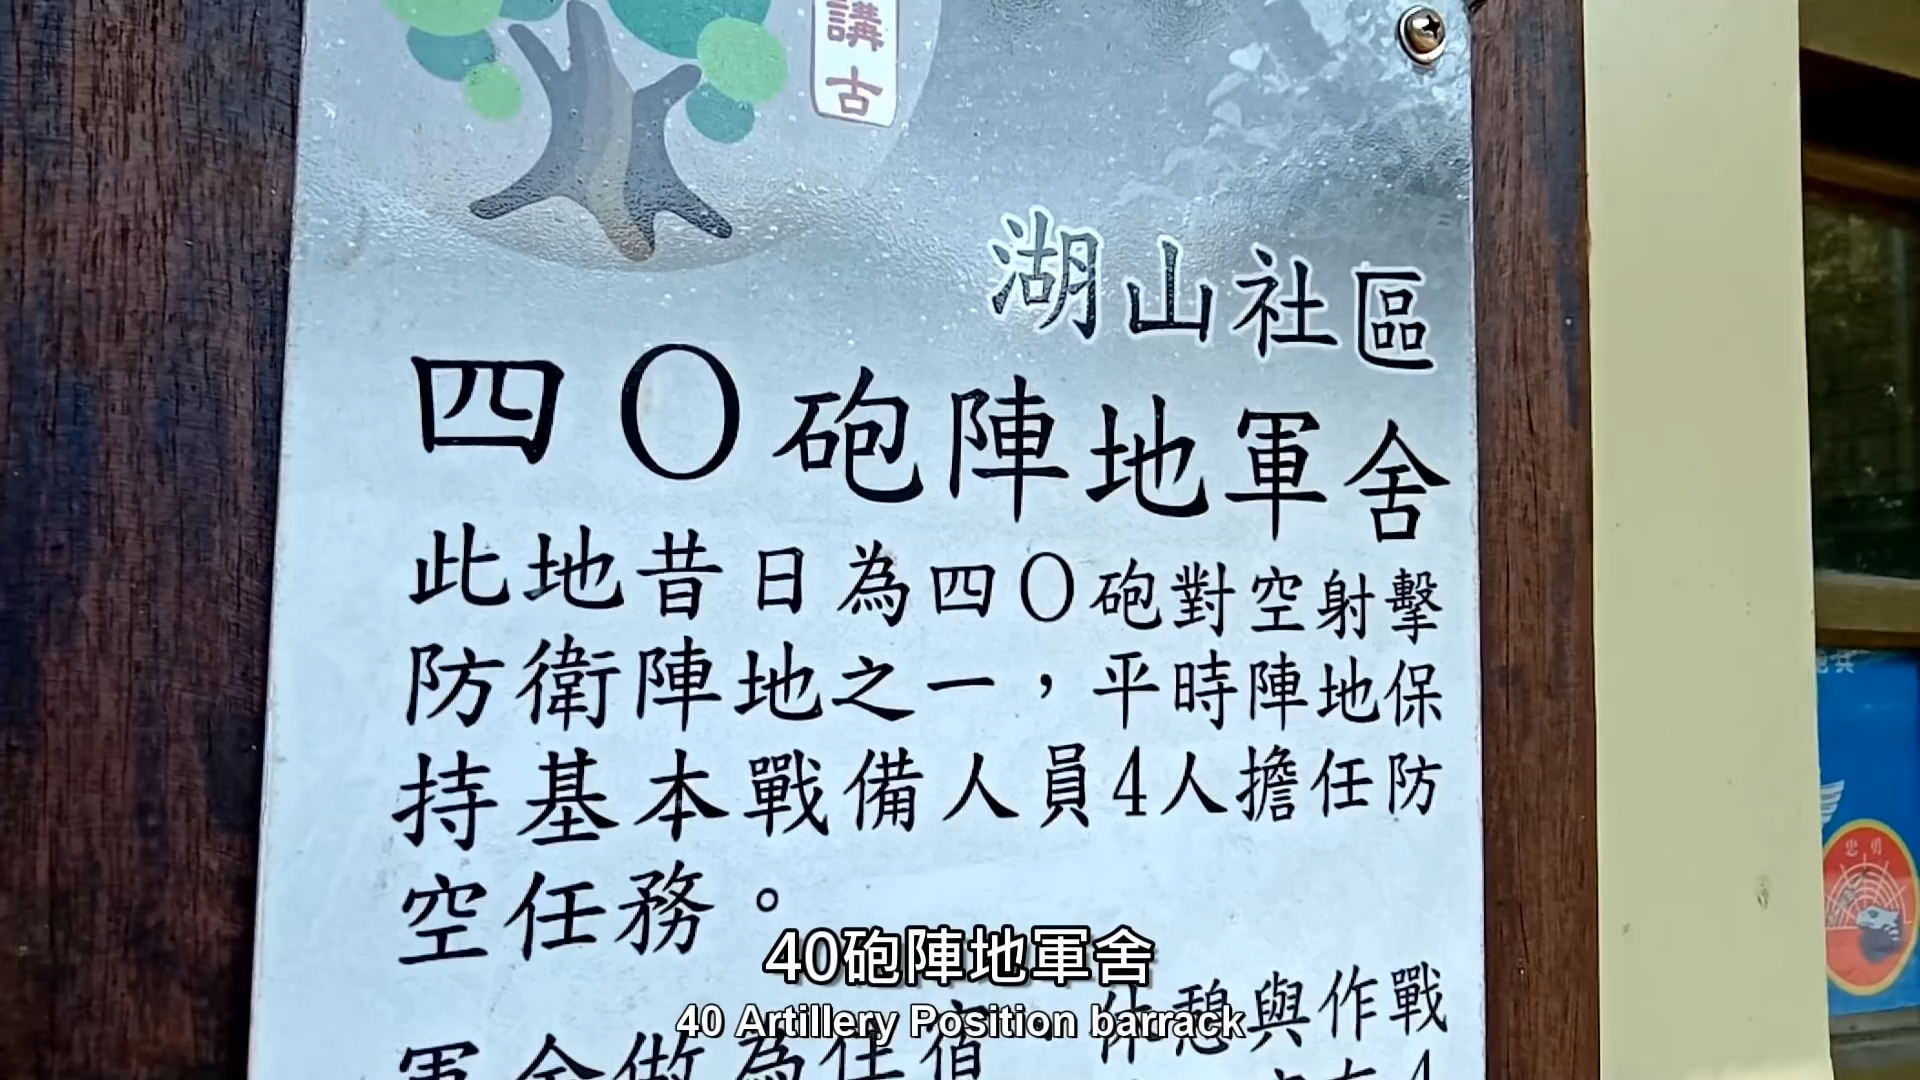 講古
湖山社區
四〇砲陣地軍舍
此地昔日為四〇砲對空射擊
防衛陣地之一，平時陣地保
持基本戰備人員4人擔任防
空任務。
軍舍做為住宿、休憩與作戰
40砲陣地軍舍
40 Artillery Position barrack
忠勇